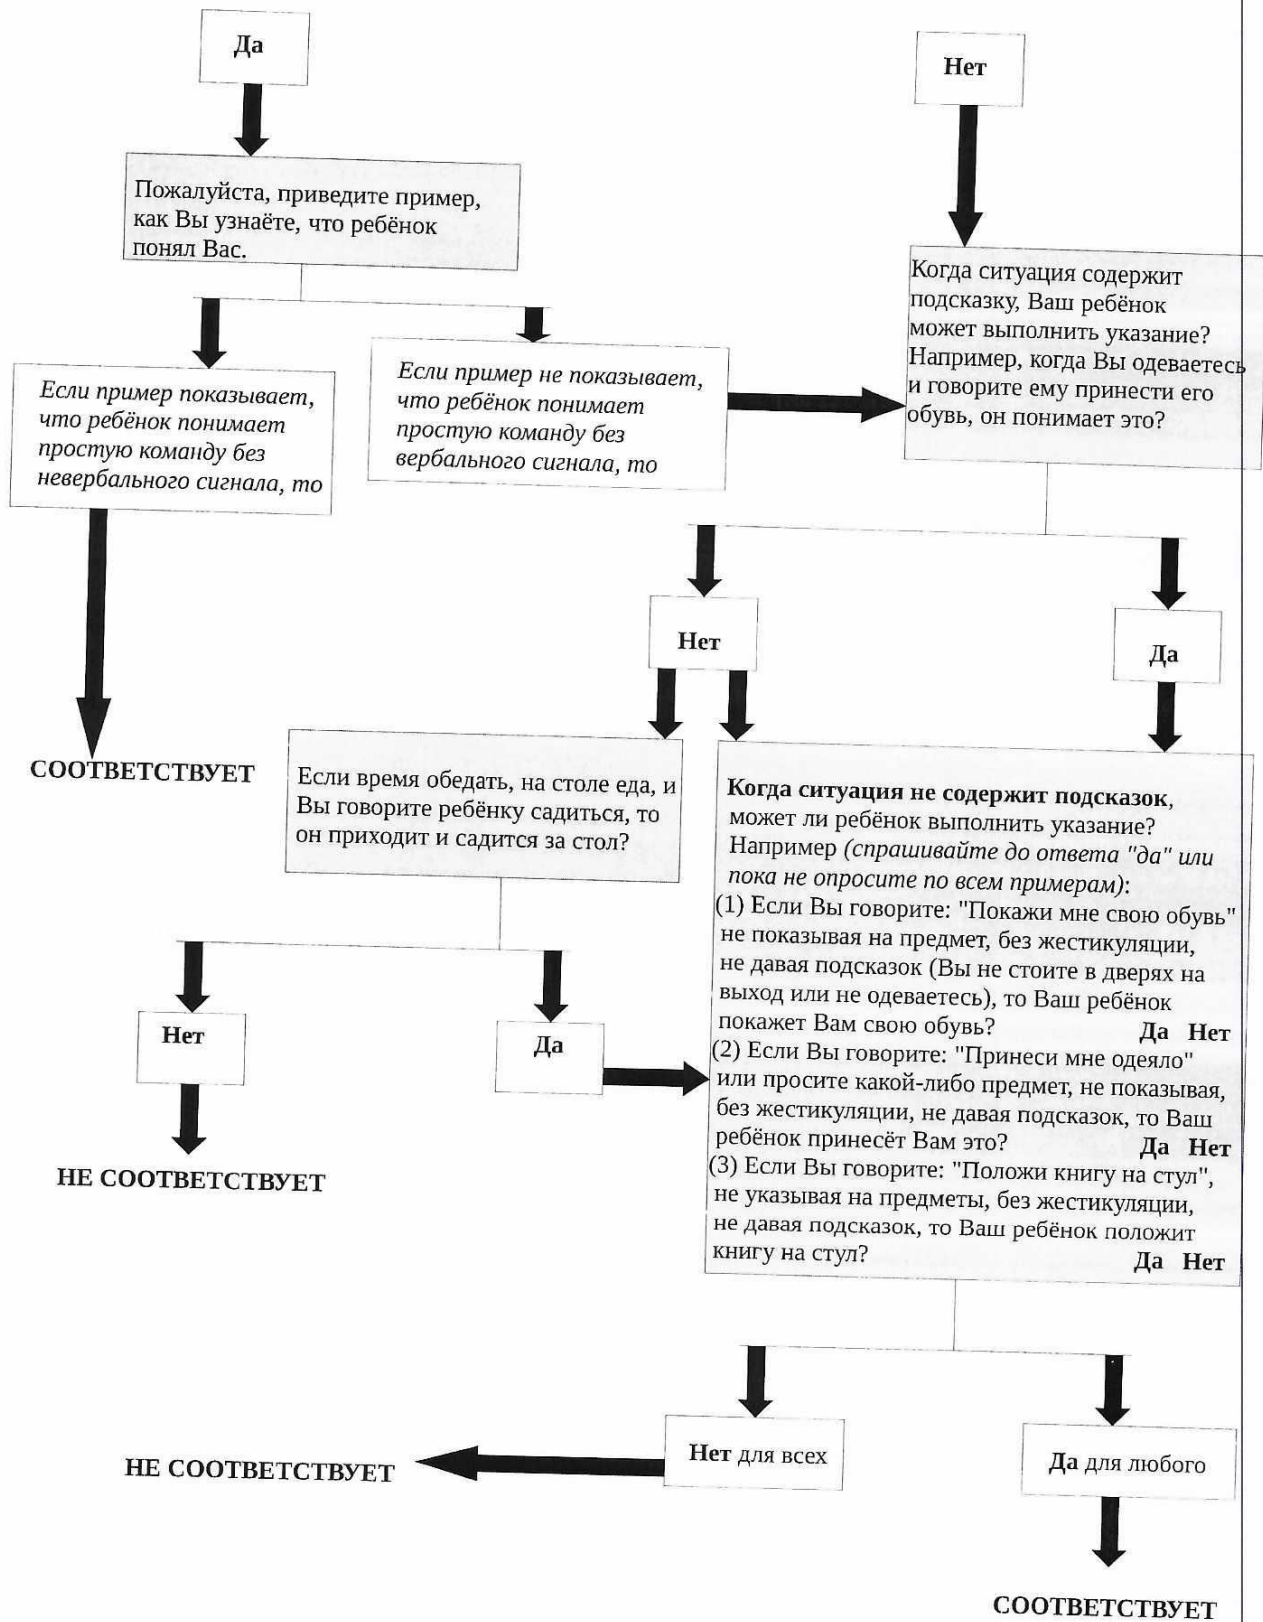 Да
Нет
Пожалуйста, приведите пример,
как Вы узнаёте, что ребёнок
понял Вас.
Когда ситуация содержит
подсказку, Ваш ребёнок
может выполнить указание?
Например, когда Вы одеваетесь
и говорите ему принести его
обувь, он понимает это?
Если пример показывает,
что ребёнок понимает
простую команду без
невербального сигнала, то
Если пример не показывает,
что ребёнок понимает
простую команду без
вербального сигнала, то
Нет
Да
СООТВЕТСТВУЕТ
Если время обедать, на столе еда, и
Вы говорите ребёнку садиться, то
он приходит и садится за стол?
Когда ситуация не содержит подсказок,
может ли ребёнок выполнить указание?
Например (спрашивайте до ответа "да" или
пока не опросите по всем примерам):
(1) Если Вы говорите: "Покажи мне свою обувь"
не показывая на предмет, без жестикуляции,
не давая подсказок (Вы не стоите в дверях на
выход или не одеваетесь), то Ваш ребёнок
покажет Вам свою обувь? Да Нет
(2) Если Вы говорите: "Принеси мне одеяло"
или просите какой-либо предмет, не показывая,
без жестикуляции, не давая подсказок, то Ваш
ребёнок принесёт Вам это? Да Нет
(3) Если Вы говорите: "Положи книгу на стул",
не указывая на предметы, без жестикуляции,
не давая подсказок, то Ваш ребёнок положит
книгу на стул? Да Нет
Нет
Да
НЕ СООТВЕТСТВУЕТ
Нет для всех
Да для любого
НЕ СООТВЕТСТВУЕТ
СООТВЕТСТВУЕТ